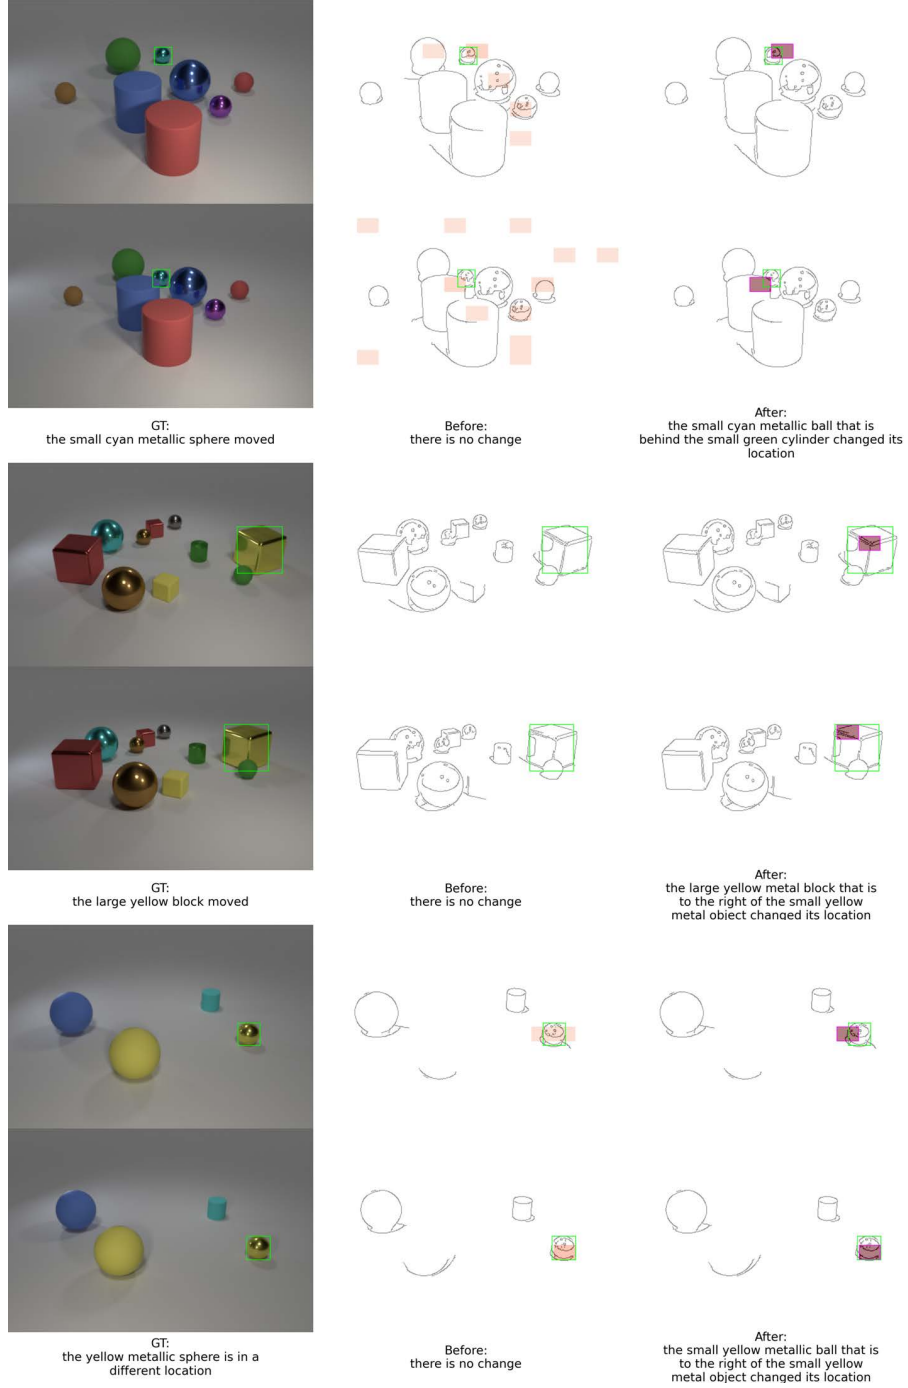 GT:
the small cyan metallic sphere moved
Before:
there is no change
After:
the small cyan metallic ball that is
behind the small green cylinder changed its
location
GT:
the large yellow block moved
Before:
there is no change
After:
the large yellow metal block that is
to the right of the small yellow
metal object changed its location
GT:
the yellow metallic sphere is in a
different location
Before:
there is no change
After:
the small yellow metallic ball that is
to the right of the small yellow
metal object changed its location